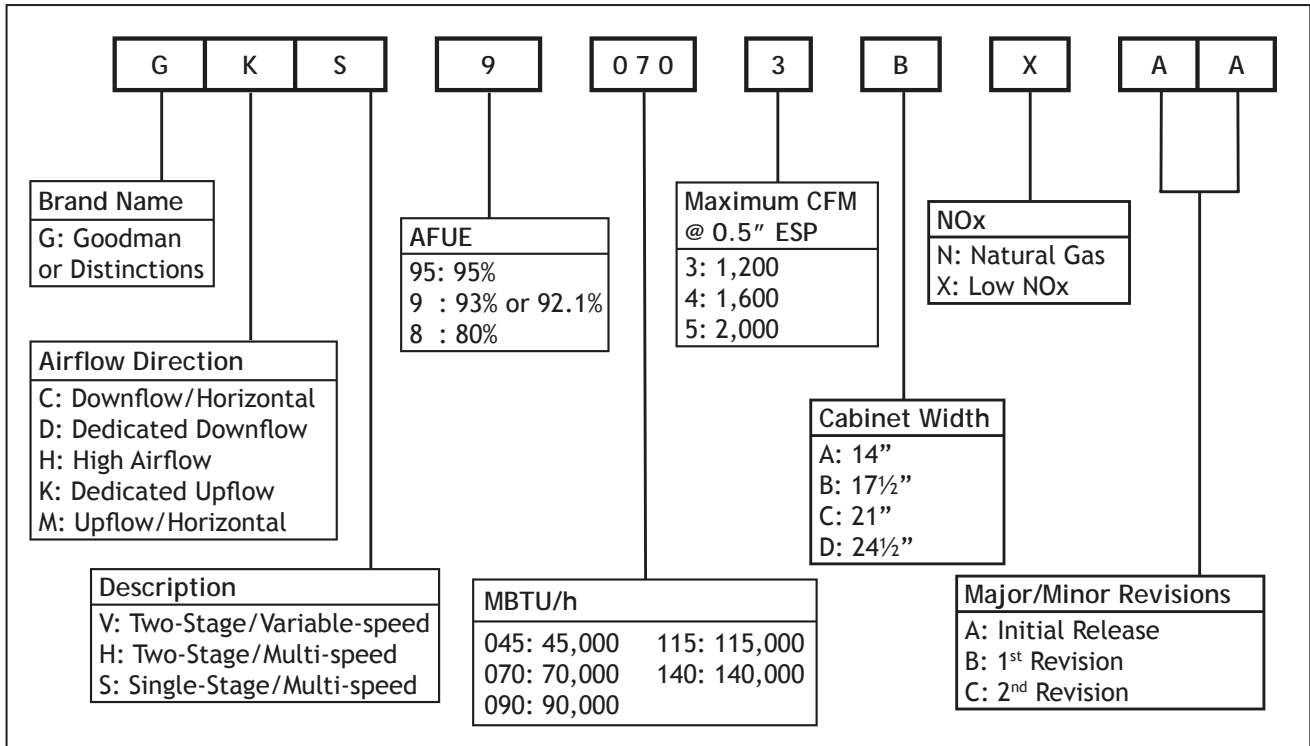 G K S 9 0 7 0 3 B X A A
Brand Name
G: Goodman
or Distinctions
Airflow Direction
C: Downflow/Horizontal
D: Dedicated Downflow
H: High Airflow
K: Dedicated Upflow
M: Upflow/Horizontal
Description
V: Two-Stage/Variable-speed
H: Two-Stage/Multi-speed
S: Single-Stage/Multi-speed
AFUE
95: 95%
9 : 93% or 92.1%
8 : 80%
MBTU/h
045: 45,000 115: 115,000
070: 70,000 140: 140,000
090: 90,000
Maximum CFM
@ 0.5″ ESP
3: 1,200
4: 1,600
5: 2,000
Cabinet Width
A: 14”
B: 17½”
C: 21”
D: 24½”
NOx
N: Natural Gas
X: Low NOx
Major/Minor Revisions
A: Initial Release
B: 1st Revision
C: 2nd Revision